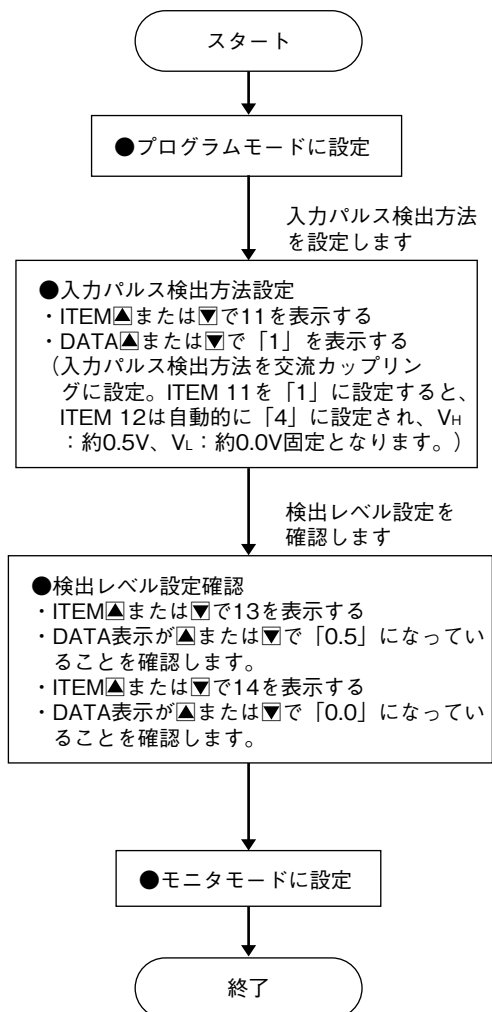 スタート
●プログラムモードに設定
入力パルス検出方法
を設定します
●入力パルス検出方法設定
・ITEM▲または▼で11を表示する
・DATA▲または▼で「1」を表示する
（入力パルス検出方法を交流カップリン
グに設定。ITEM 11を「1」に設定すると、
ITEM 12は自動的に「4」に設定され、VH
：約0.5V、VL：約0.0V固定となります。）
検出レベル設定を
確認します
●検出レベル設定確認
・ITEM▲または▼で13を表示する
・DATA表示が▲または▼で「0.5」になってい
ることを確認します。
・ITEM▲または▼で14を表示する
・DATA表示が▲または▼で「0.0」になってい
ることを確認します。
●モニタモードに設定
終了